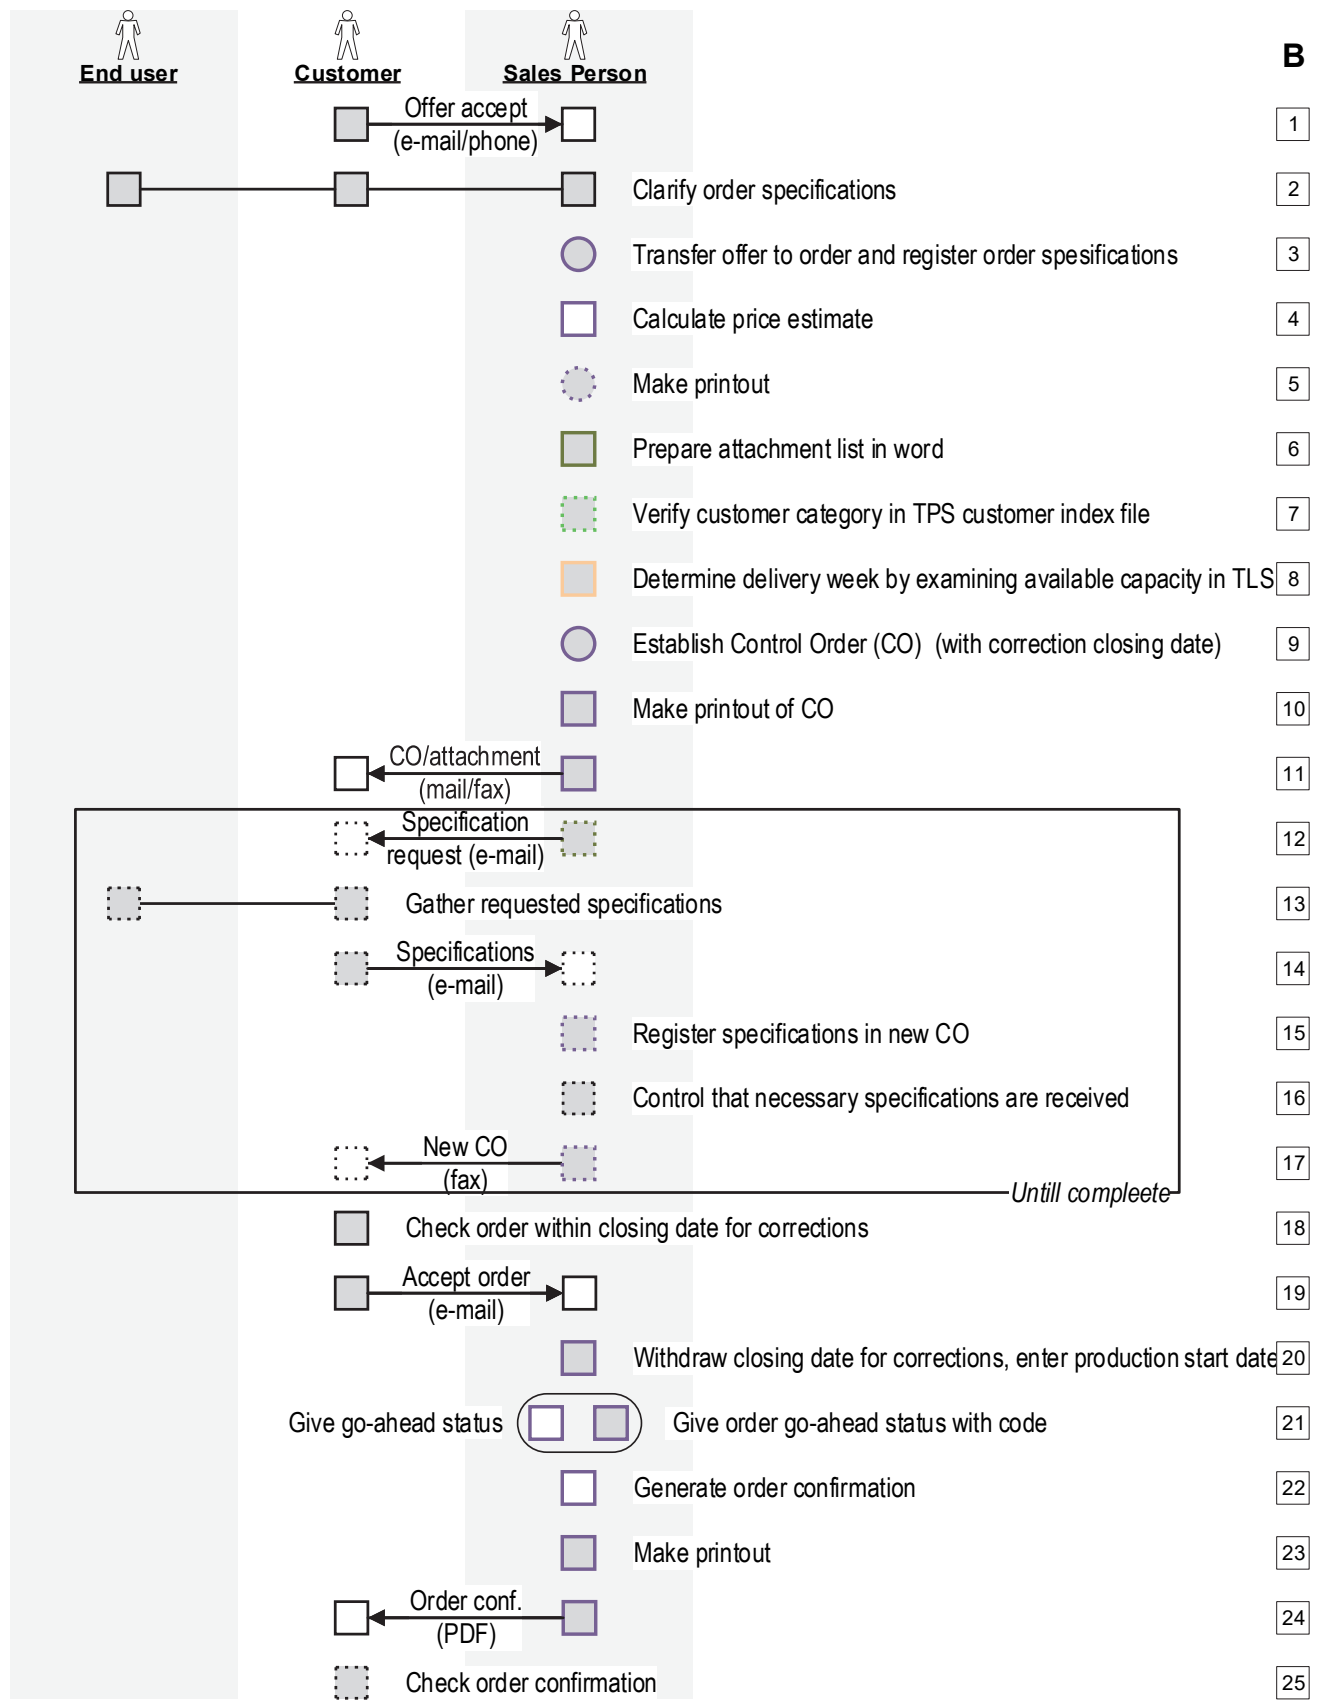 End user
Customer
Sales Person
B
Offer accept
(e-mail/phone)
1
Clarify order specifications
2
Transfer offer to order and register order spesifications
3
Calculate price estimate
4
Make printout
5
Prepare attachment list in word
6
Verify customer category in TPS customer index file
7
Determine delivery week by examining available capacity in TLS
8
Establish Control Order (CO) (with correction closing date)
9
Make printout of CO
10
CO/attachment
(mail/fax)
11
Specification
request (e-mail)
12
Gather requested specifications
13
Specifications
(e-mail)
14
Register specifications in new CO
15
Control that necessary specifications are received
16
New CO
(fax)
17
Untill compleete
Check order within closing date for corrections
18
Accept order
(e-mail)
19
Withdraw closing date for corrections, enter production start date
20
Give go-ahead status
Give order go-ahead status with code
21
Generate order confirmation
22
Make printout
23
Order conf.
(PDF)
24
Check order confirmation
25